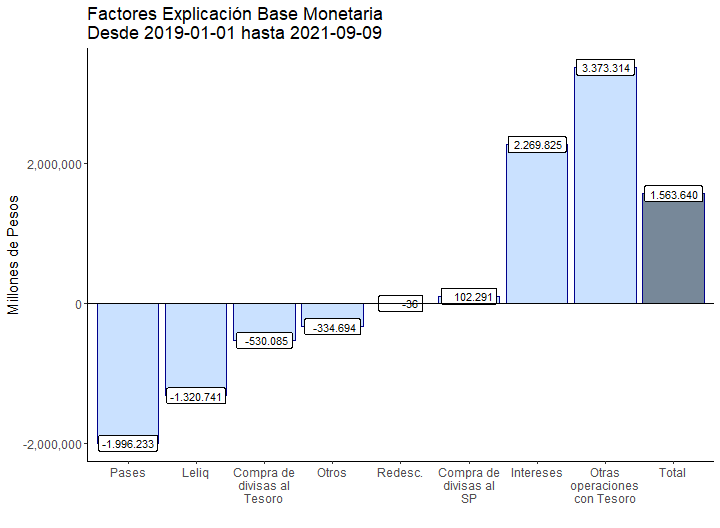 Factores Explicación Base Monetaria
Desde 2019-01-01 hasta 2021-09-09
Millones de Pesos
2,000,000
0
-2,000,000
-1.996.233
-1.320.741
-530.085
-334.694
-36
102.291
2.269.825
3.373.314
1.563.640
Pases
Leliq
Compra de
divisas al
Tesoro
Otros
Redesc.
Compra de
divisas al
SP
Intereses
Otras
operaciones
con Tesoro
Total